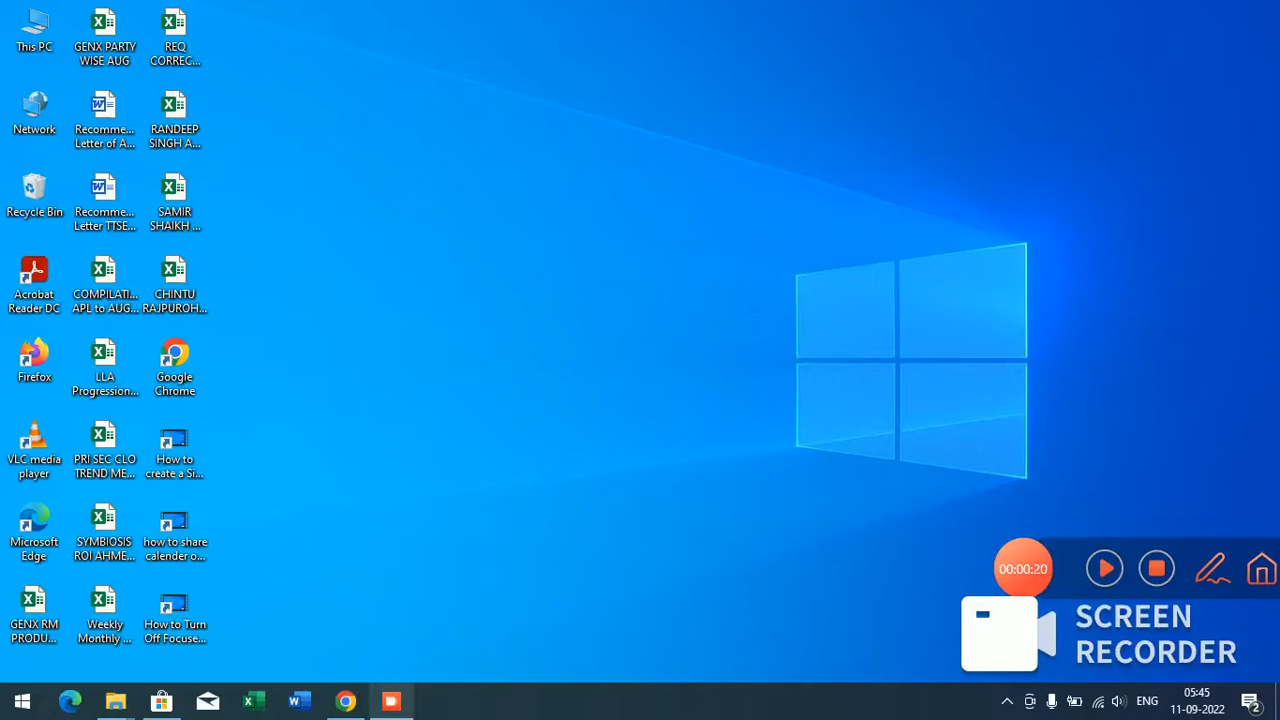 This PC
GENX PARTY
WISE AUG
REQ
CORREC...
Network
Recomme...
Letter of A...
RANDEEP
SINGH A...
Recycle Bin
Recomme...
Letter TTSE...
SAMIR
SHAIKH ...
Acrobat
Reader DC
COMPILATI...
APL to AUG...
CHINTU
RAJPUROH...
Firefox
LLA
Progression...
Google
Chrome
VLC media
player
PRI SEC CLO
TREND ME...
How to
create a Si...
Microsoft
Edge
SYMBIOSIS
ROI AHME...
how to share
calender o...
GENX RM
PRODU...
Weekly
Monthly ...
How to Turn
Off Focuse...
00:00:20
SCREEN
RECORDER
ENG
05:45
11-09-2022
2